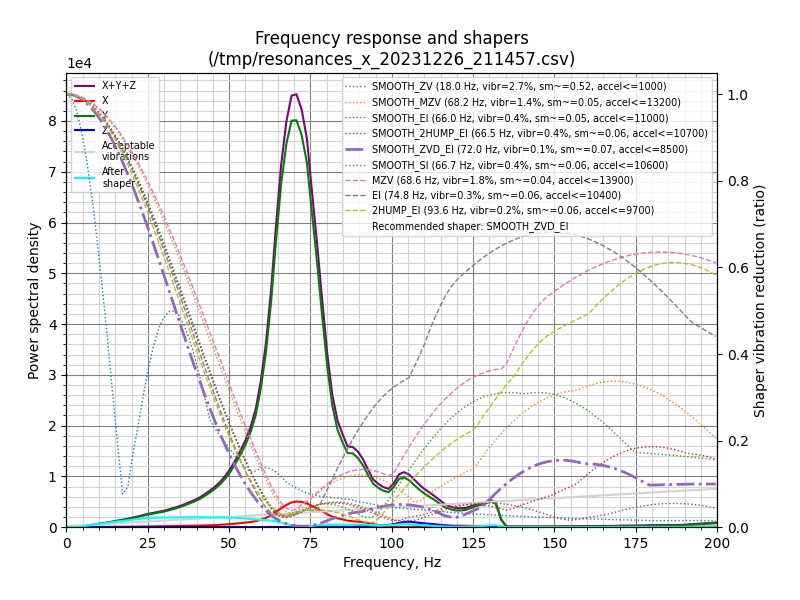 Frequency response and shapers
(/tmp/resonances_x_20231226_211457.csv)
1e4
X+Y+Z
X
Y
Z
Acceptable
vibrations
After
shaper
SMOOTH_ZV (18.0 Hz, vibr=2.7%, sm~=0.52, accel<=1000)
SMOOTH_MZV (68.2 Hz, vibr=1.4%, sm~=0.05, accel<=13200)
SMOOTH_EI (66.0 Hz, vibr=0.4%, sm~=0.05, accel<=11000)
SMOOTH_2HUMP_EI (66.5 Hz, vibr=0.4%, sm~=0.06, accel<=10700)
SMOOTH_ZVD_EI (72.0 Hz, vibr=0.1%, sm~=0.07, accel<=8500)
SMOOTH_SI (66.7 Hz, vibr=0.4%, sm~=0.06, accel<=10600)
MZV (68.6 Hz, vibr=1.8%, sm~=0.04, accel<=13900)
EI (74.8 Hz, vibr=0.3%, sm~=0.06, accel<=10400)
2HUMP_EI (93.6 Hz, vibr=0.2%, sm~=0.06, accel<=9700)
Recommended shaper: SMOOTH_ZVD_EI
8
7
6
5
4
3
2
1
0
Power spectral density
1.0
0.8
0.6
0.4
0.2
0.0
Shaper vibration reduction (ratio)
0 25 50 75 100 125 150 175 200
Frequency, Hz